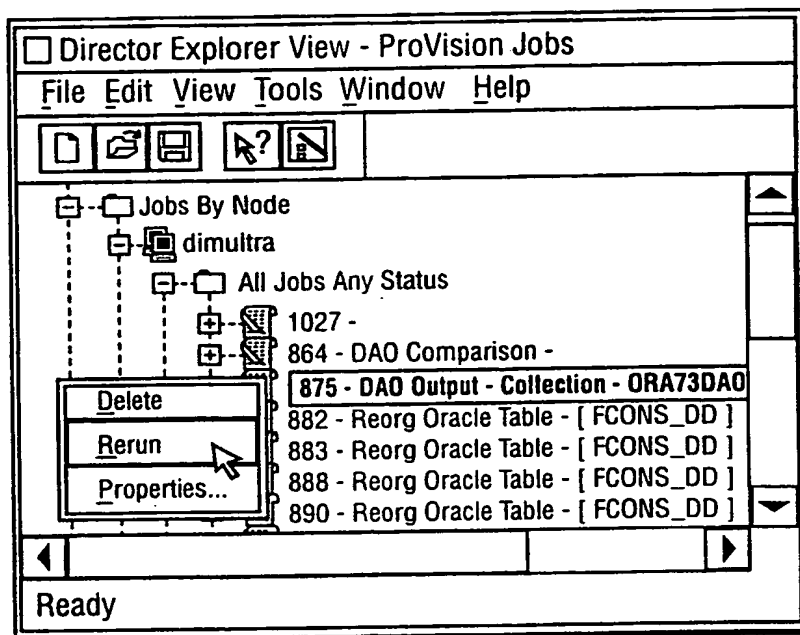 Director Explorer View - ProVision Jobs
File Edit View Tools Window Help
?
Jobs By Node
dimultra
All Jobs Any Status
1027 -
864 - DAO Comparison -
875 - DAO Output - Collection - ORA73DAO
882 - Reorg Oracle Table - [ FCONS_DD ]
883 - Reorg Oracle Table - [ FCONS_DD ]
888 - Reorg Oracle Table - [ FCONS_DD ]
890 - Reorg Oracle Table - [ FCONS_DD ]
Delete
Rerun
Properties...
Ready